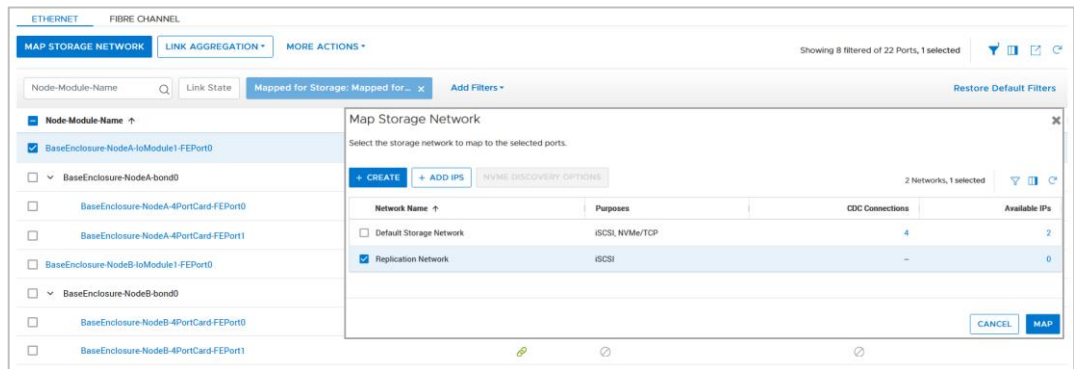 ETHERNET FIBRE CHANNEL
MAP STORAGE NETWORK LINK AGGREGATION MORE ACTIONS Showing 8 filtered of 22 Ports, 1 selected
Node-Module-Name Link State Mapped for Storage: Mapped for... x Add Filters Restore Default Filters
Node-Module-Name ↑
BaseEnclosure-NodeA-IoModule1-FEPort0
BaseEnclosure-NodeA-bond0
BaseEnclosure-NodeA-4PortCard-FEPort0
BaseEnclosure-NodeA-4PortCard-FEPort1
BaseEnclosure-NodeB-IoModule1-FEPort0
BaseEnclosure-NodeB-bond0
BaseEnclosure-NodeB-4PortCard-FEPort0
BaseEnclosure-NodeB-4PortCard-FEPort1
Map Storage Network
Select the storage network to map to the selected ports.
+ CREATE + ADD IPS NVME DISCOVERY OPTIONS 2 Networks, 1 selected
Network Name ↑ Purposes CDC Connections Available IPs
Default Storage Network iSCSI, NVMe/TCP 4 2
Replication Network iSCSI -- 0
CANCEL MAP